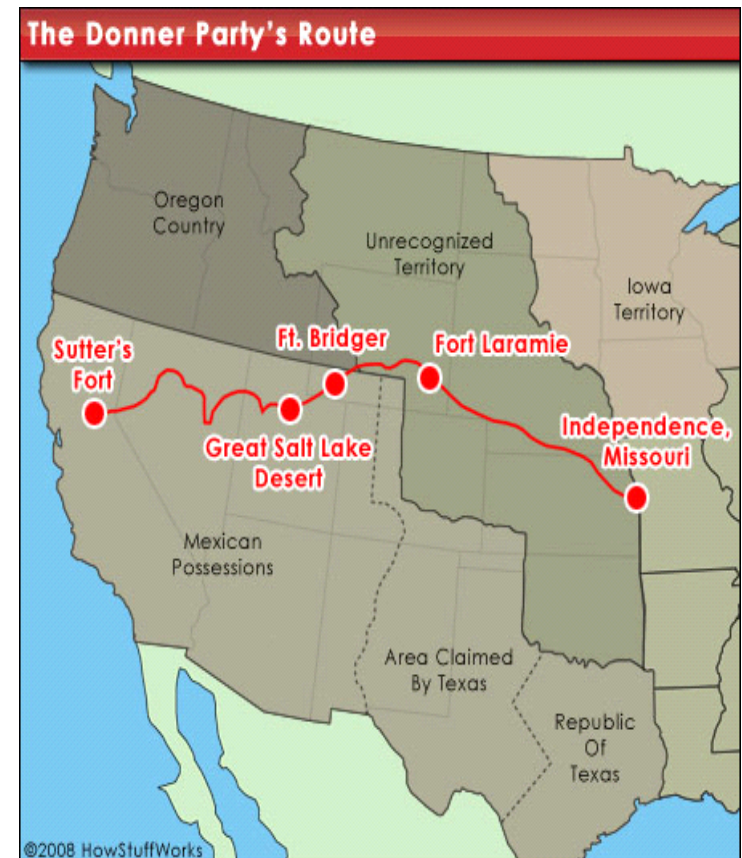 The Donner Party's Route
Oregon
Country
Unrecognized
Territory
Iowa
Territory
Sutter's
Fort
Ft. Bridger
Fort Laramie
Great Salt Lake
Desert
Independence,
Missouri
Mexican
Possessions
Area Claimed
By Texas
Republic
Of
Texas
©2008 HowStuffWorks